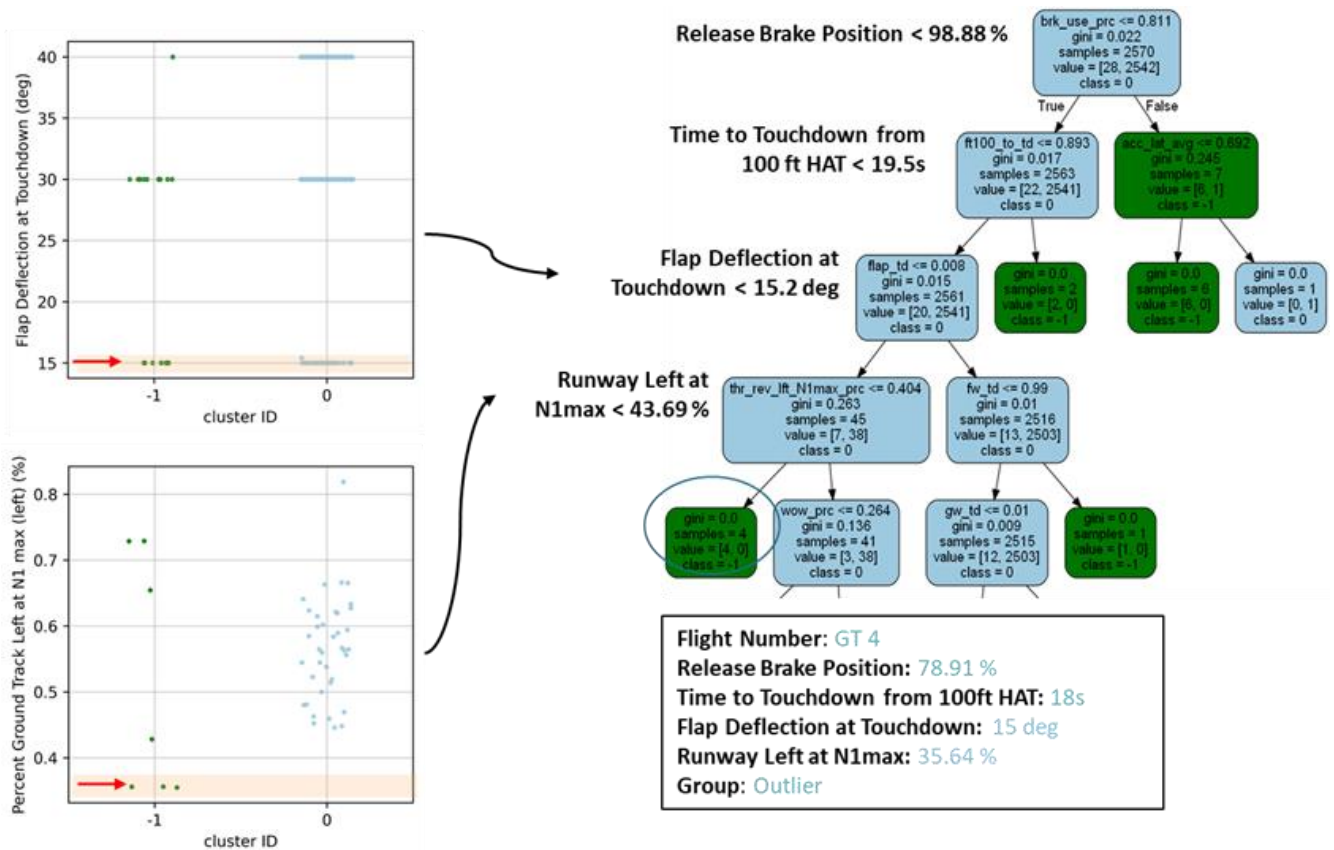 Flap Deflection at Touchdown (deg)
40
35
30
25
20
15
-1
0
cluster ID
Percent Ground Track Left at N1 max (left) (%)
0.8
0.7
0.6
0.5
0.4
-1
0
cluster ID
Release Brake Position < 98.88 %
Time to Touchdown from
100 ft HAT < 19.5s
Flap Deflection at
Touchdown < 15.2 deg
Runway Left at
N1max < 43.69 %
brk_use_prc <= 0.811
gini = 0.022
samples = 2570
value = [28, 2542]
class = 0
True
False
ft100_to_td <= 0.893
gini = 0.017
samples = 2563
value = [22, 2541]
class = 0
acc_lat_avg <= 0.692
gini = 0.245
samples = 7
value = [6, 1]
class = -1
flap_td <= 0.008
gini = 0.015
samples = 2561
value = [20, 2541]
class = 0
gini = 0.0
samples = 2
value = [2, 0]
class = -1
gini = 0.0
samples = 6
value = [6, 0]
class = -1
gini = 0.0
samples = 1
value = [0, 1]
class = 0
thr_rev_lft_N1max_prc <= 0.404
gini = 0.263
samples = 45
value = [7, 38]
class = 0
fw_td <= 0.99
gini = 0.01
samples = 2516
value = [13, 2503]
class = 0
gini = 0.0
samples = 4
value = [4, 0]
class = -1
wow_prc <= 0.264
gini = 0.136
samples = 41
value = [3, 38]
class = 0
gw_td <= 0.01
gini = 0.009
samples = 2515
value = [12, 2503]
class = 0
gini = 0.0
samples = 1
value = [1, 0]
class = -1
Flight Number: GT 4
Release Brake Position: 78.91 %
Time to Touchdown from 100ft HAT: 18s
Flap Deflection at Touchdown: 15 deg
Runway Left at N1max: 35.64 %
Group: Outlier